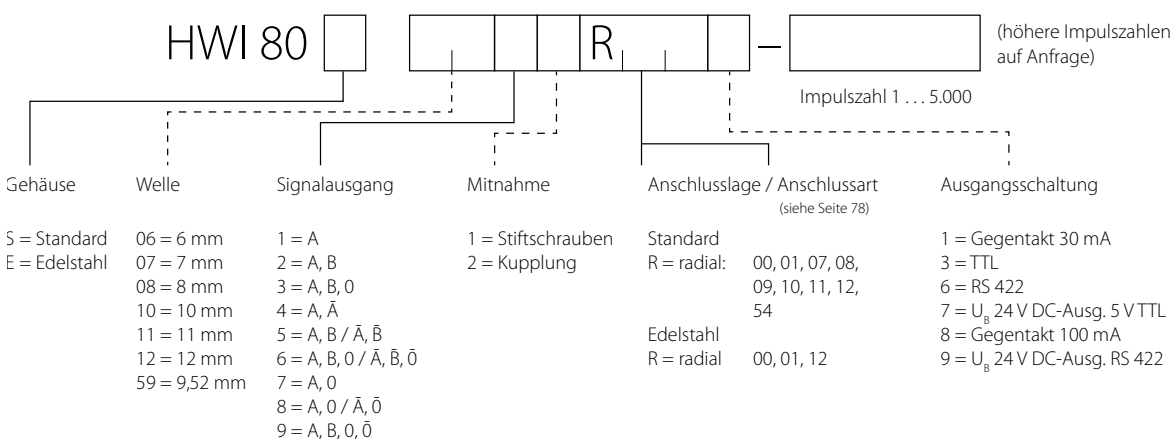 HWI 80 R –
(höhere Impulszahlen
auf Anfrage)
Impulszahl 1 . . . 5.000
Gehäuse
S = Standard
E = Edelstahl
Welle
06 = 6 mm
07 = 7 mm
08 = 8 mm
10 = 10 mm
11 = 11 mm
12 = 12 mm
59 = 9,52 mm
Signalausgang
1 = A
2 = A, B
3 = A, B, 0
4 = A, Ā
5 = A, B / Ā, B̄
6 = A, B, 0 / Ā, B̄, 0̄
7 = A, 0
8 = A, 0 / Ā, 0̄
9 = A, B, 0, 0̄
Mitnahme
1 = Stiftschrauben
2 = Kupplung
Anschlusslage / Anschlussart
(siehe Seite 78)
Standard
R = radial: 00, 01, 07, 08,
09, 10, 11, 12,
54
Edelstahl
R = radial 00, 01, 12
Ausgangsschaltung
1 = Gegentakt 30 mA
3 = TTL
6 = RS 422
7 = UB 24 V DC-Ausg. 5 V TTL
8 = Gegentakt 100 mA
9 = UB 24 V DC-Ausg. RS 422